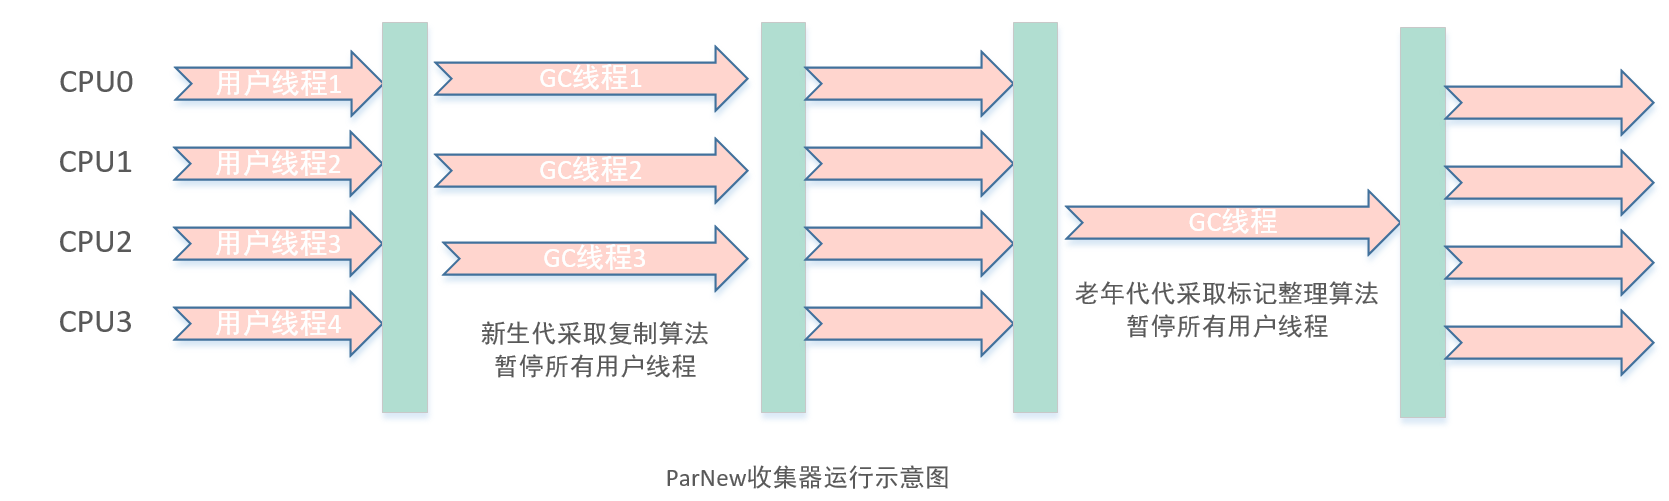 CPU0
用户线程1
GC线程1
CPU1
用户线程2
GC线程2
CPU2
用户线程3
GC线程3
GC线程
CPU3
用户线程4
新生代采取复制算法
暂停所有用户线程
老年代代采取标记整理算法
暂停所有用户线程
ParNew收集器运行示意图